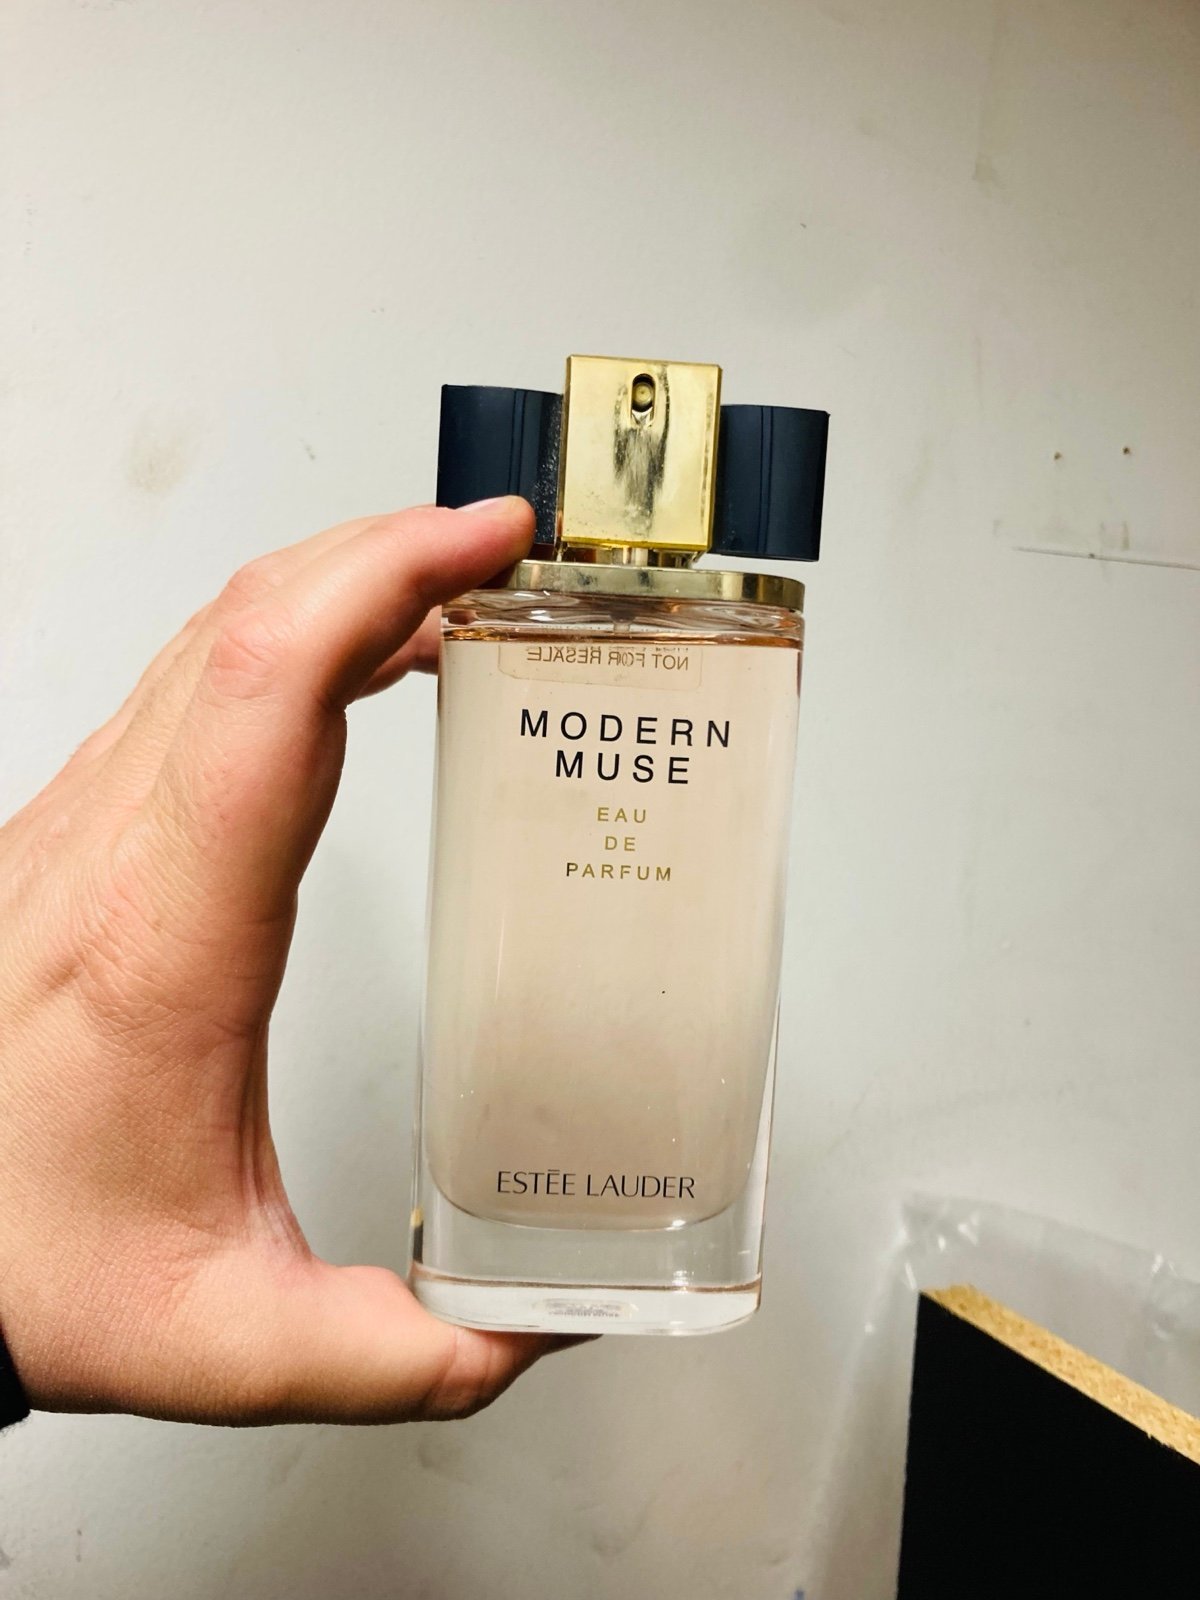 NOT FOR RESALE
MODERN
MUSE
EAU
DE
PARFUM
ESTĒE LAUDER